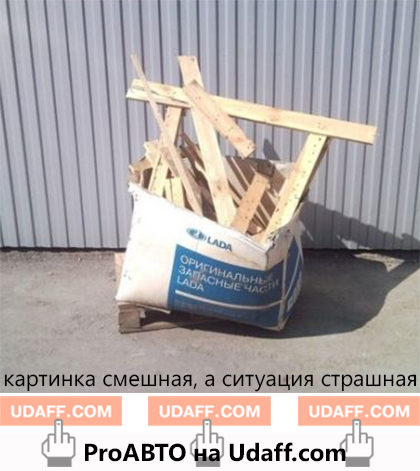 LADA
ОРИГИНАЛЬНЫЕ
ЗАПАСНЫЕ ЧАСТИ
LADA
картинка смешная, а ситуация страшная
UDAFF.COM UDAFF.COM UDAFF.COM
ProАВТО на Udaff.com